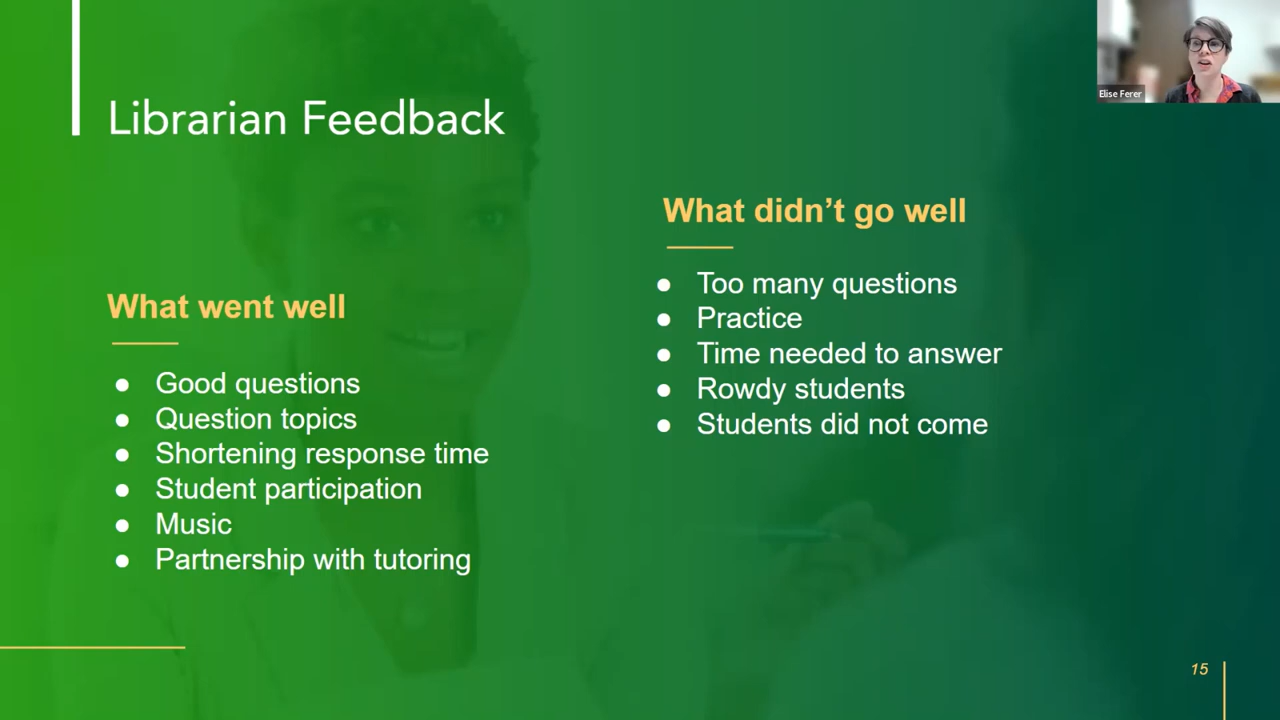 Librarian Feedback
Elise Ferer
What went well
● Good questions
● Question topics
● Shortening response time
● Student participation
● Music
● Partnership with tutoring
What didn’t go well
● Too many questions
● Practice
● Time needed to answer
● Rowdy students
● Students did not come
15